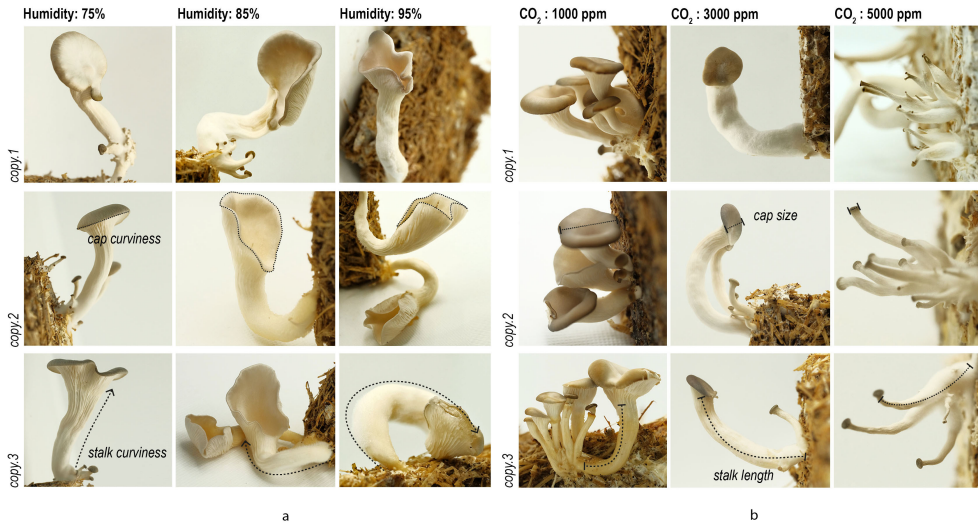 Humidity: 75%
Humidity: 85%
Humidity: 95%
CO2 : 1000 ppm
CO2 : 3000 ppm
CO2 : 5000 ppm
copy.1
copy.1
cap curviness
cap size
copy.2
copy.2
stalk curviness
stalk length
copy.3
copy.3
a
b